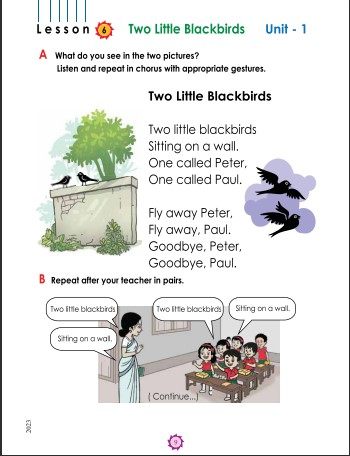 Lesson 6 Two Little Blackbirds Unit - 1
A What do you see in the two pictures?
Listen and repeat in chorus with appropriate gestures.
Two Little Blackbirds
Two little blackbirds
Sitting on a wall.
One called Peter,
One called Paul.
Fly away Peter,
Fly away, Paul.
Goodbye, Peter,
Goodbye, Paul.
B Repeat after your teacher in pairs.
Two little blackbirds
Sitting on a wall.
Two little blackbirds
Sitting on a wall.
( Continue...)
2023
9